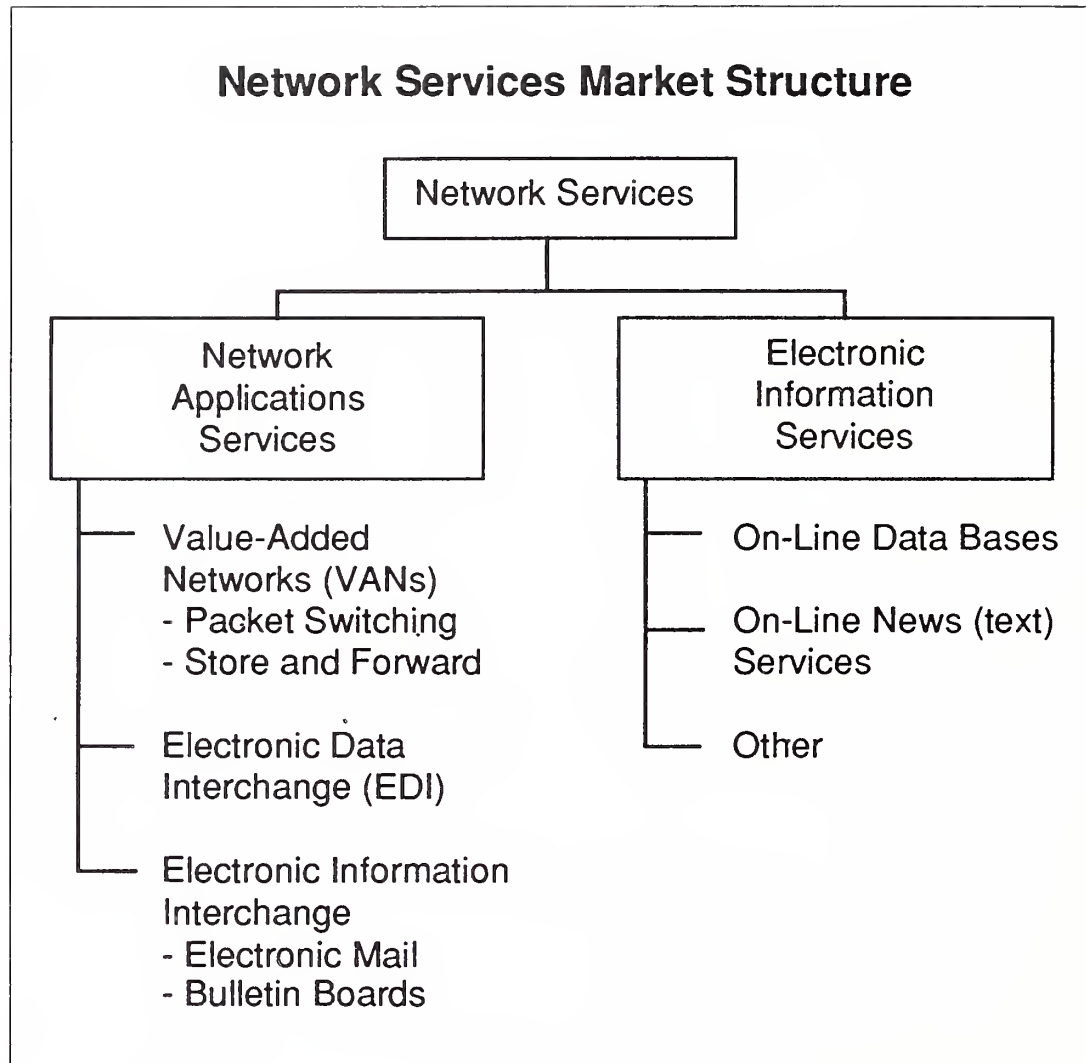 Network Services Market Structure
Network Services
Network
Applications
Services
Value-Added
Networks (VANs)
- Packet Switching
- Store and Forward
Electronic Data
Interchange (EDI)
Electronic Information
Interchange
- Electronic Mail
- Bulletin Boards
Electronic
Information
Services
On-Line Data Bases
On-Line News (text)
Services
Other